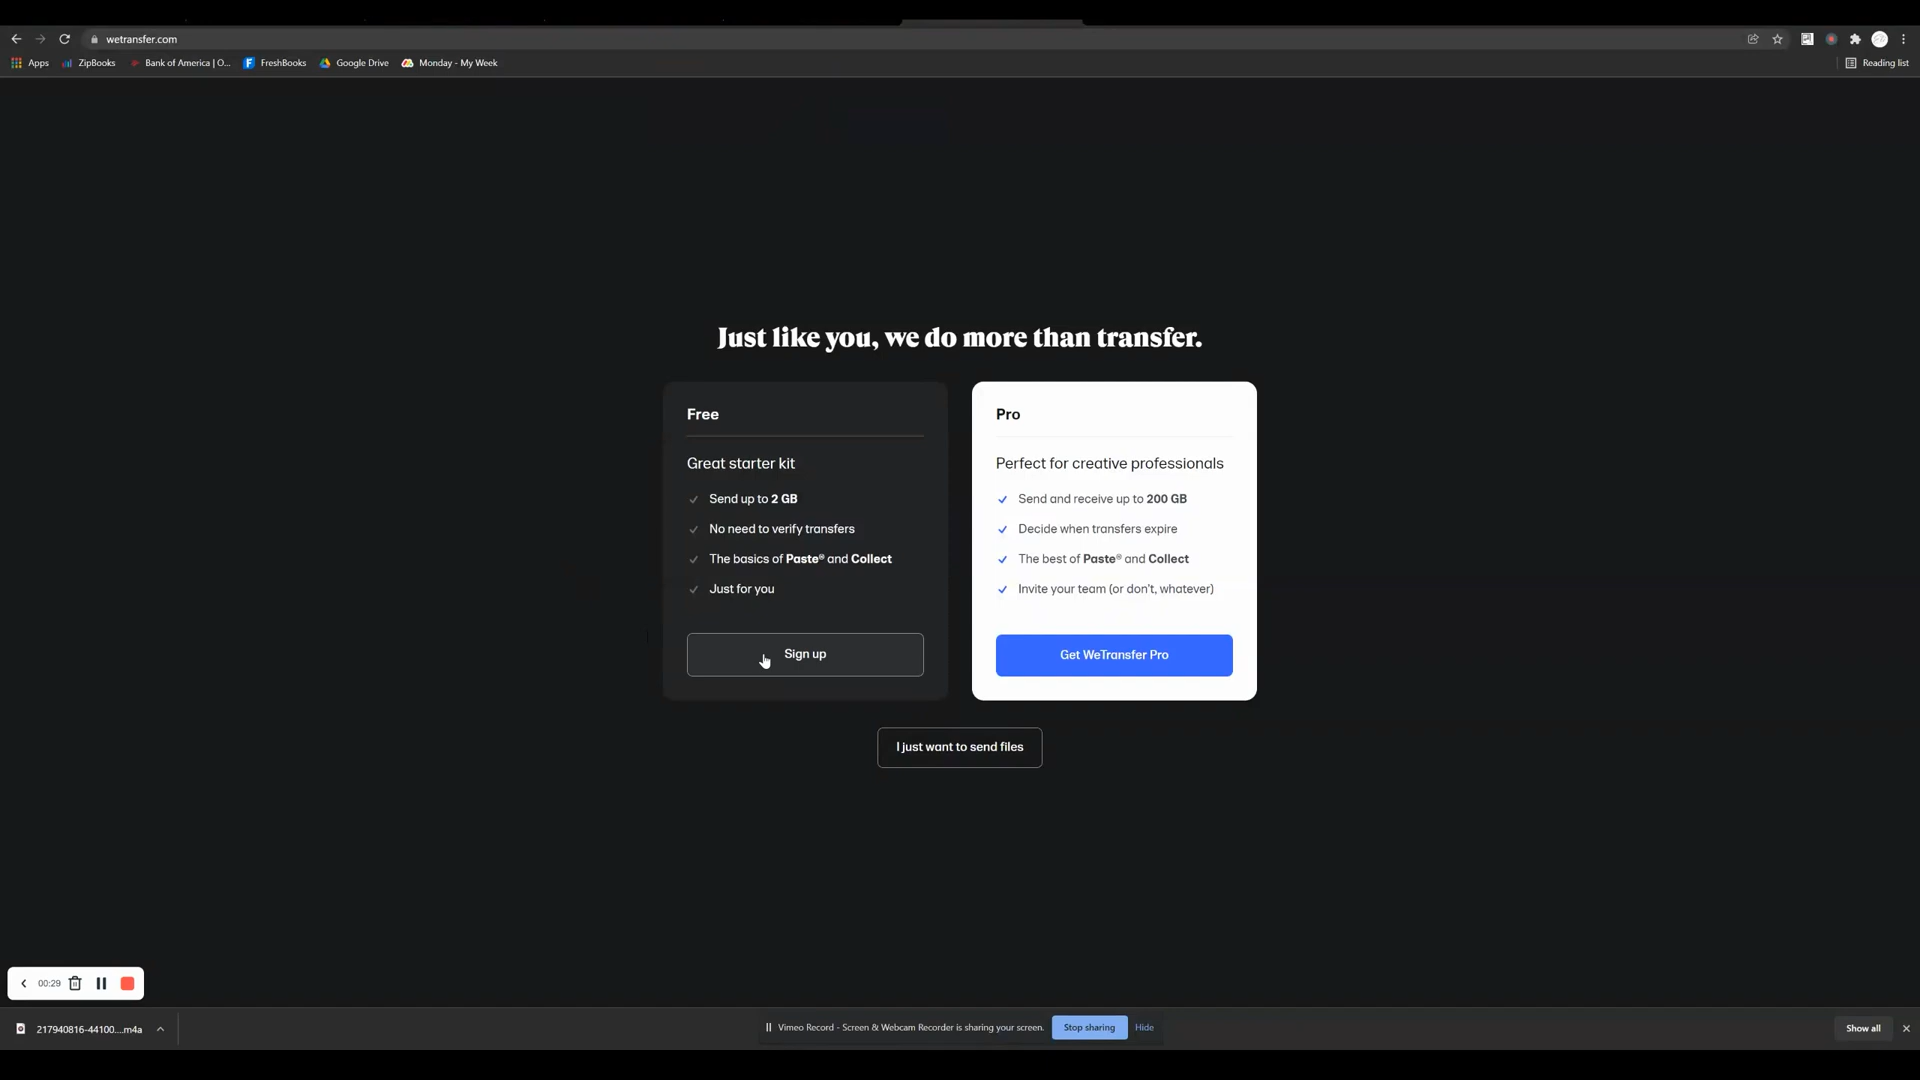 wetransfer.com
Apps ZipBooks Bank of America | O... FreshBooks Google Drive Monday - My Week Reading list
Just like you, we do more than transfer.
Free
Great starter kit
Send up to 2 GB
No need to verify transfers
The basics of Paste® and Collect
Just for you
Sign up
Pro
Perfect for creative professionals
Send and receive up to 200 GB
Decide when transfers expire
The best of Paste® and Collect
Invite your team (or don't, whatever)
Get WeTransfer Pro
I just want to send files
00:29
217940816-44100....m4a
Vimeo Record - Screen & Webcam Recorder is sharing your screen. Stop sharing Hide
Show all